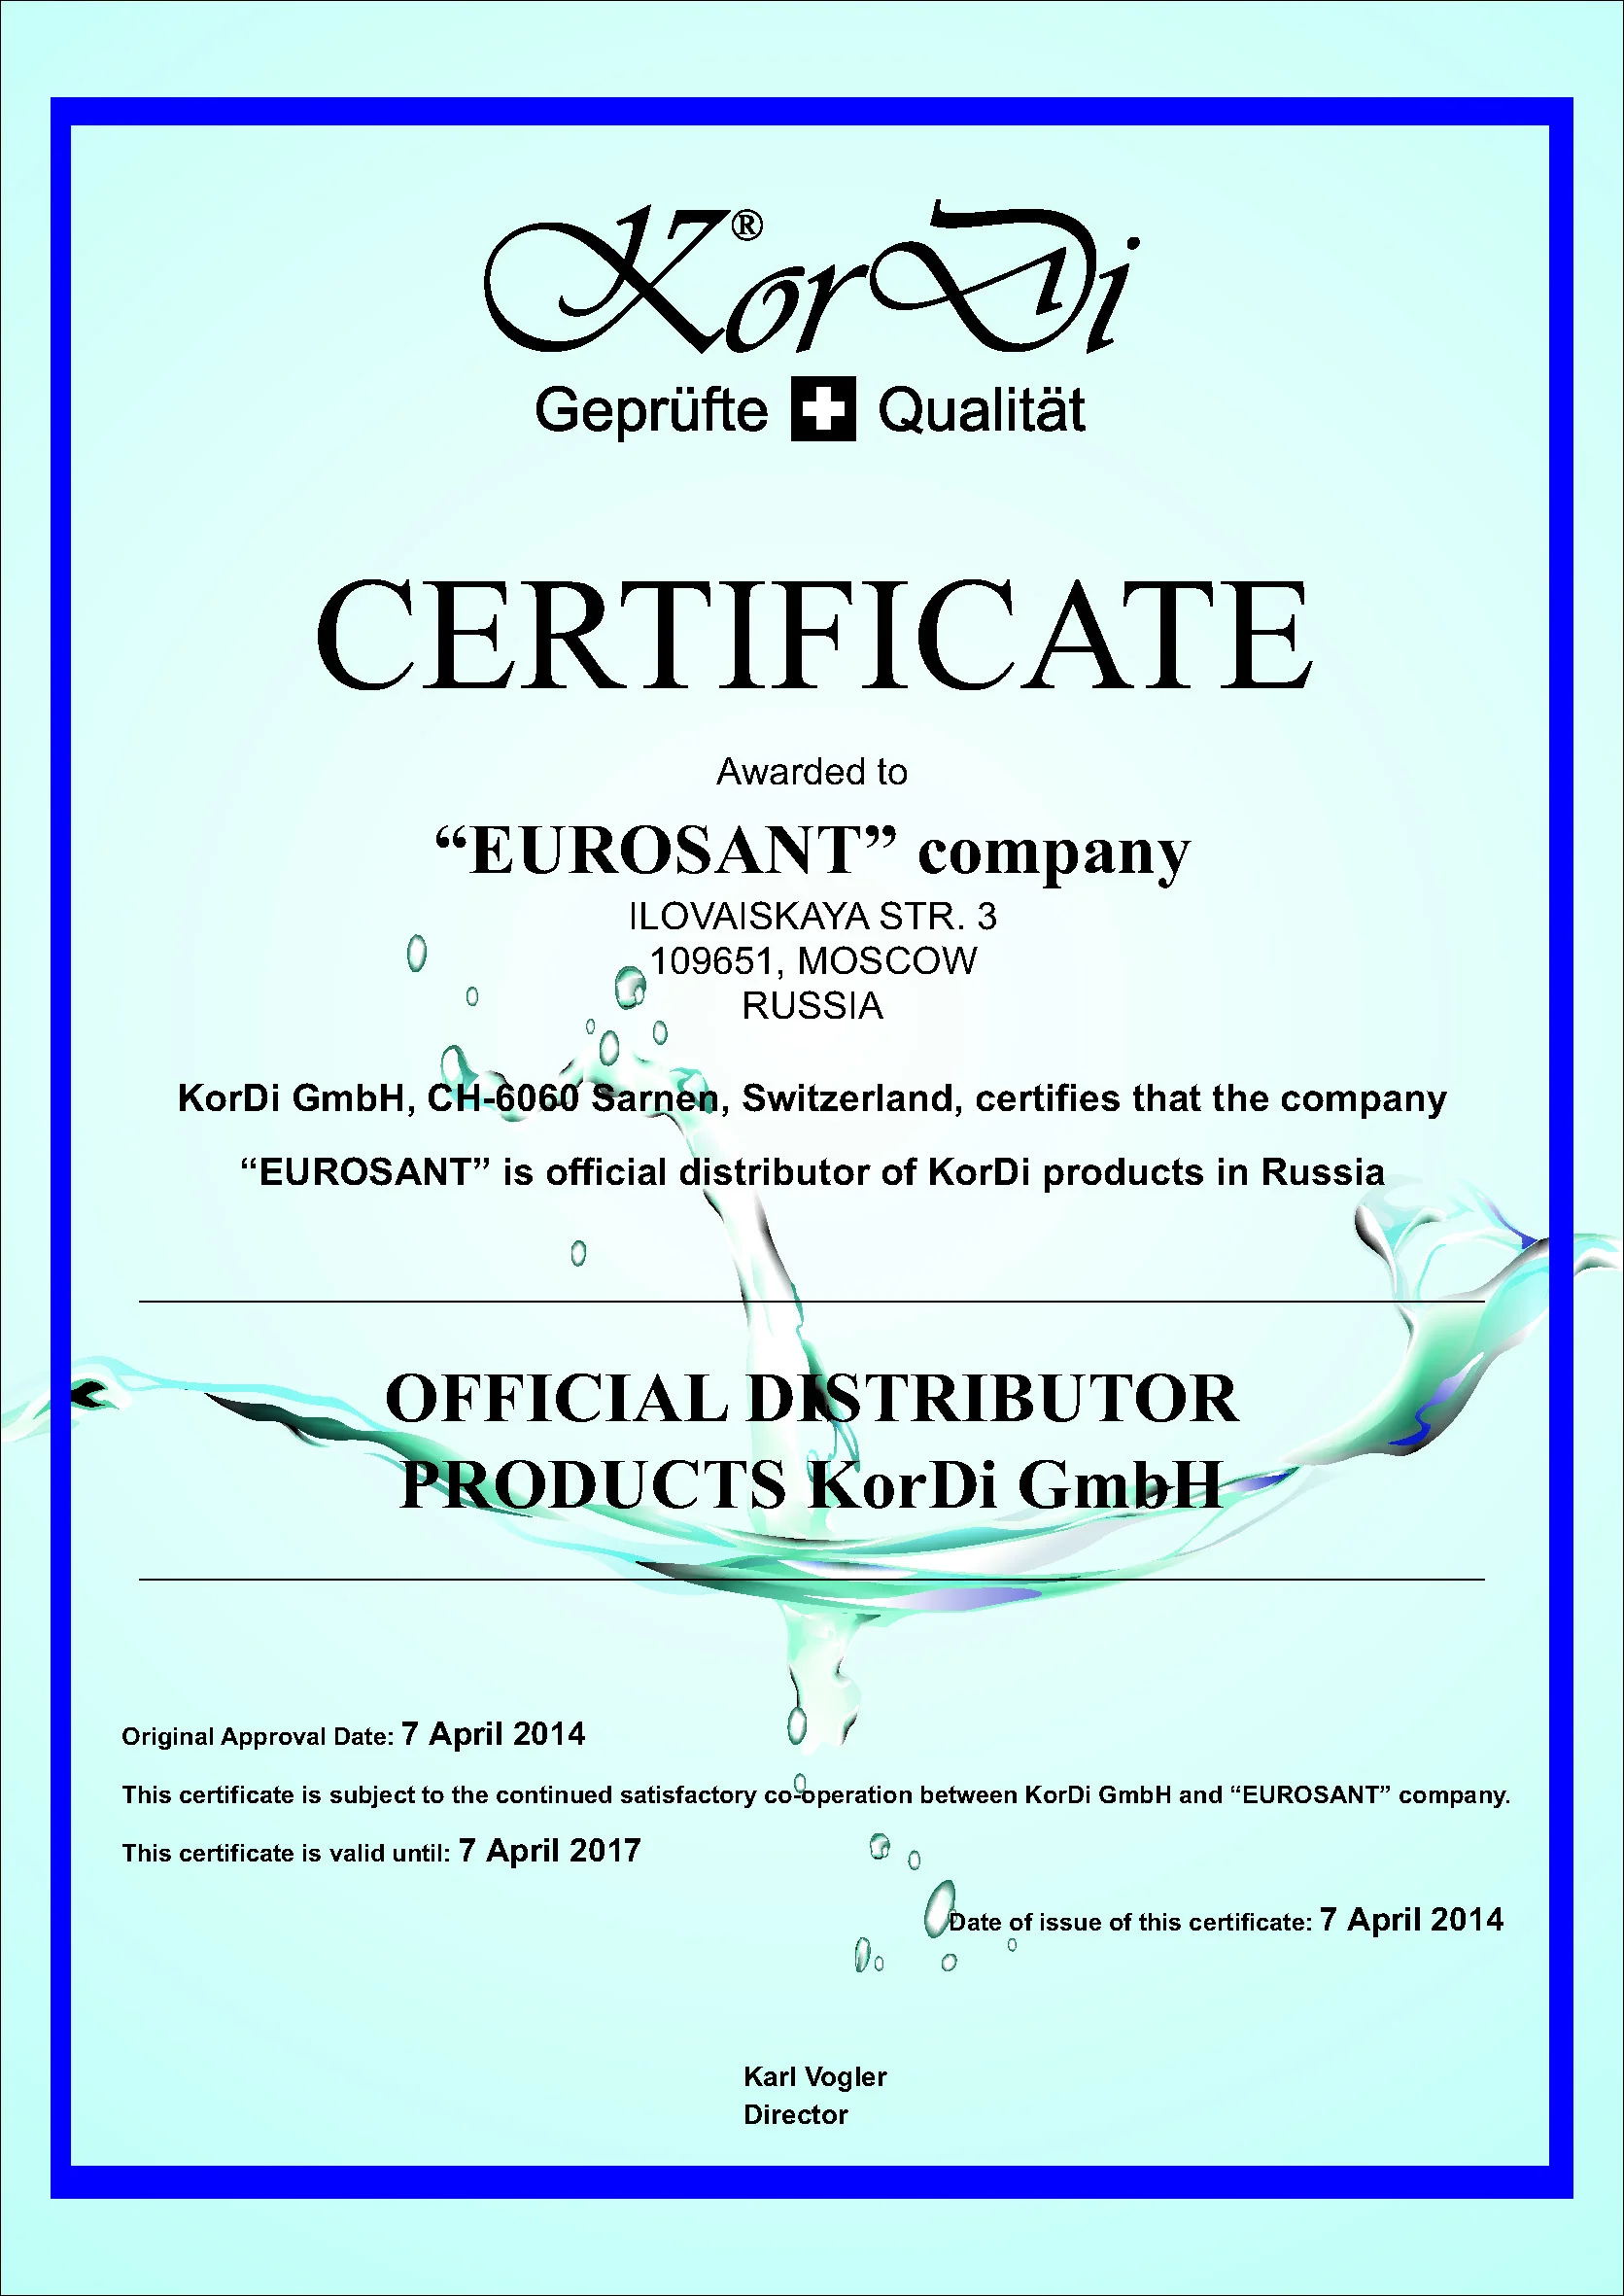 KorDi®
Geprüfte Qualität
CERTIFICATE
Awarded to
“EUROSANT” company
ILOVAISKAYA STR. 3
109651, MOSCOW
RUSSIA
KorDi GmbH, CH-6060 Sarnen, Switzerland, certifies that the company
“EUROSANT” is official distributor of KorDi products in Russia
OFFICIAL DISTRIBUTOR
PRODUCTS KorDi GmbH
Original Approval Date: 7 April 2014
This certificate is subject to the continued satisfactory co-operation between KorDi GmbH and “EUROSANT” company.
This certificate is valid until: 7 April 2017
Date of issue of this certificate: 7 April 2014
Karl Vogler
Director